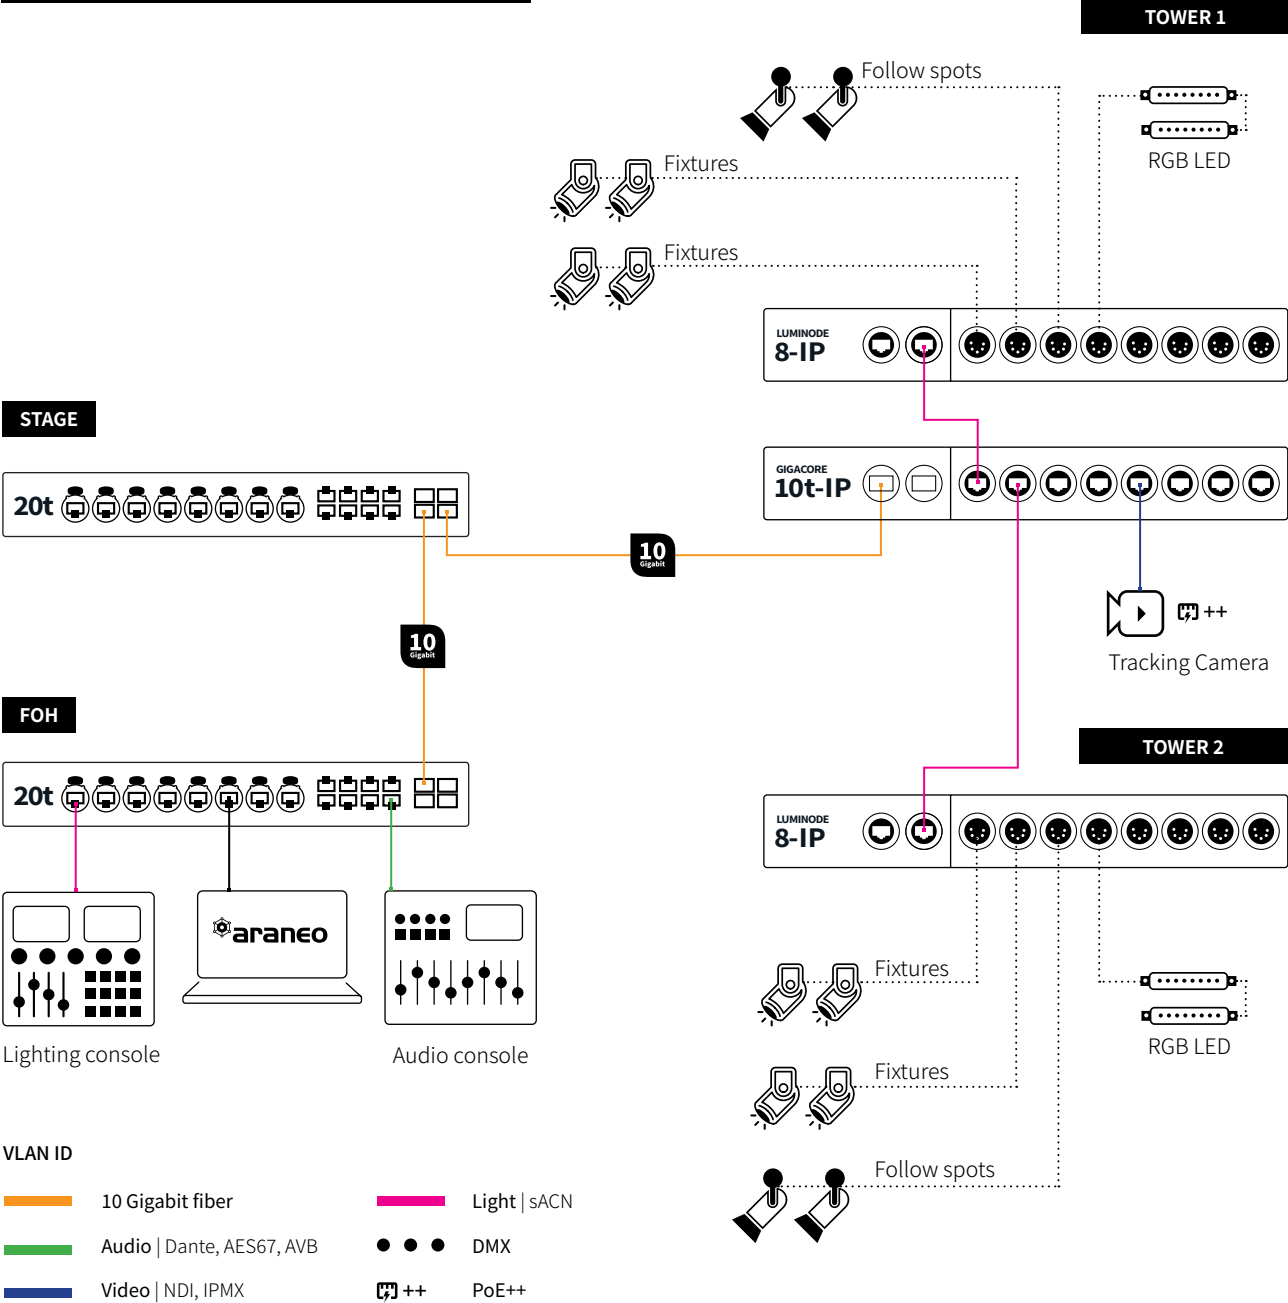 TOWER 1
Follow spots
RGB LED
Fixtures
Fixtures
LUMINODE
8-IP
STAGE
20t
GIGACORE
10t-IP
10
Gigabit
++
Tracking Camera
10
Gigabit
FOH
20t
TOWER 2
LUMINODE
8-IP
araneo
Lighting console
Audio console
Fixtures
RGB LED
Fixtures
Follow spots
VLAN ID
10 Gigabit fiber
Light | sACN
Audio | Dante, AES67, AVB
DMX
Video | NDI, IPMX
++ PoE++